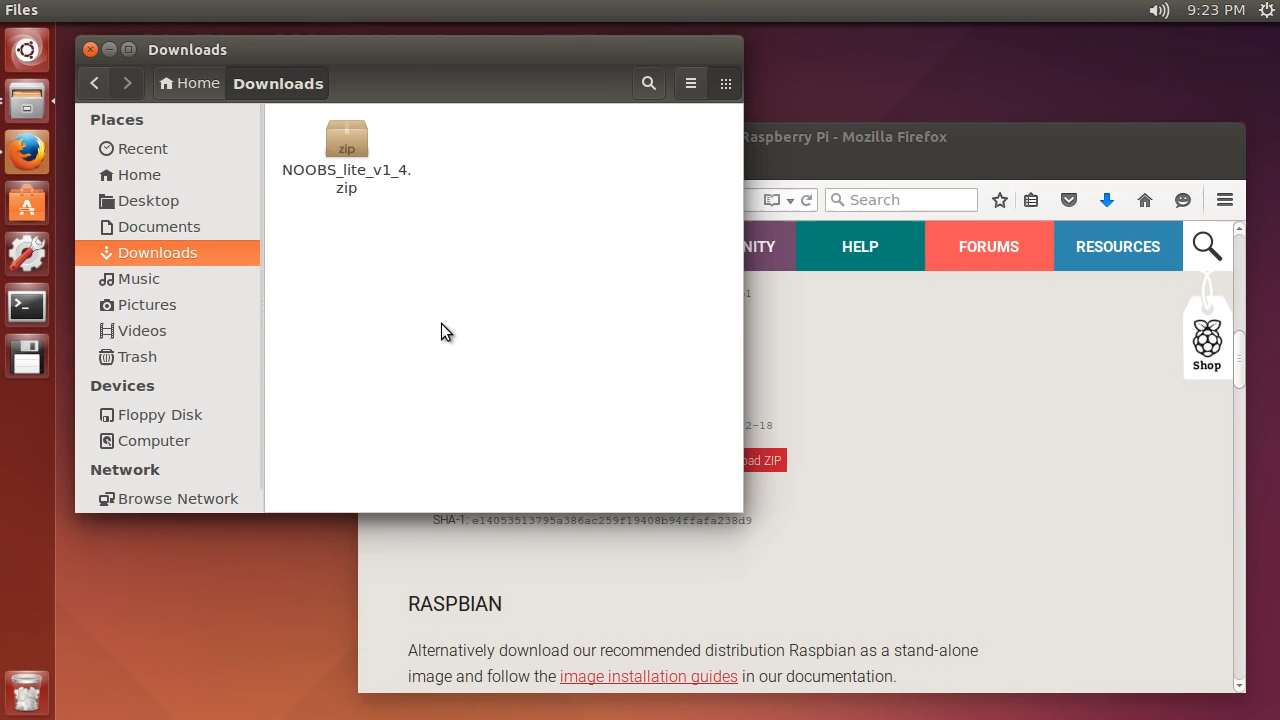 Files
9:23 PM
Downloads
Home
Downloads
Places
Recent
Home
Desktop
Documents
Downloads
Music
Pictures
Videos
Trash
Devices
Floppy Disk
Computer
Network
Browse Network
zip
NOOBS_lite_v1_4.
zip
Raspberry Pi - Mozilla Firefox
Search
NITY
HELP
FORUMS
RESOURCES
Shop
2-18
oad ZIP
SHA-1: e14053513795a386ac259f19408b94ffafa238d9
RASPBIAN
Alternatively download our recommended distribution Raspbian as a stand-alone
image and follow the image installation guides in our documentation.